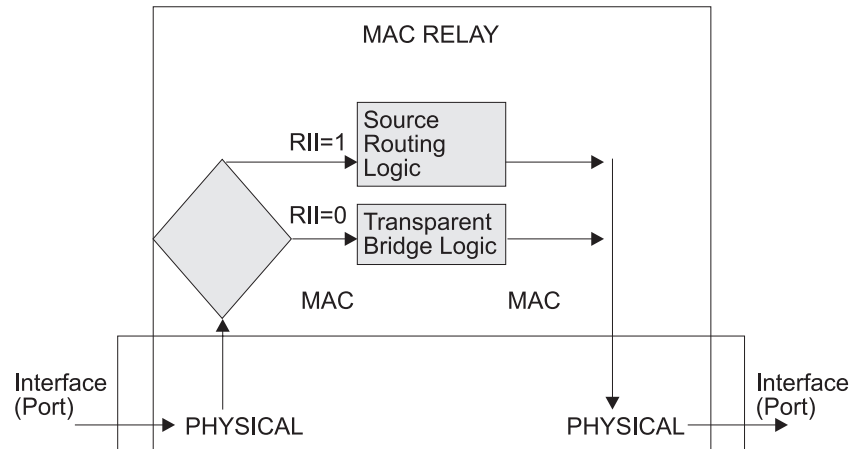 MAC RELAY
RII=1
Source
Routing
Logic
RII=0
Transparent
Bridge Logic
MAC
MAC
Interface
(Port)
PHYSICAL
PHYSICAL
Interface
(Port)